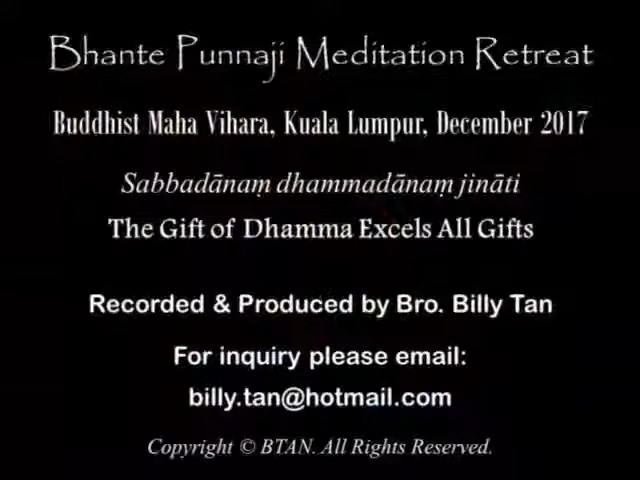 Bhante Punnaji Meditation Retreat
Buddhist Maha Vihara, Kuala Lumpur, December 2017
Sabbadānaṃ dhammadānaṃ jināti
The Gift of Dhamma Excels All Gifts
Recorded & Produced by Bro. Billy Tan
For inquiry please email:
billy.tan@hotmail.com
Copyright © BTAN. All Rights Reserved.